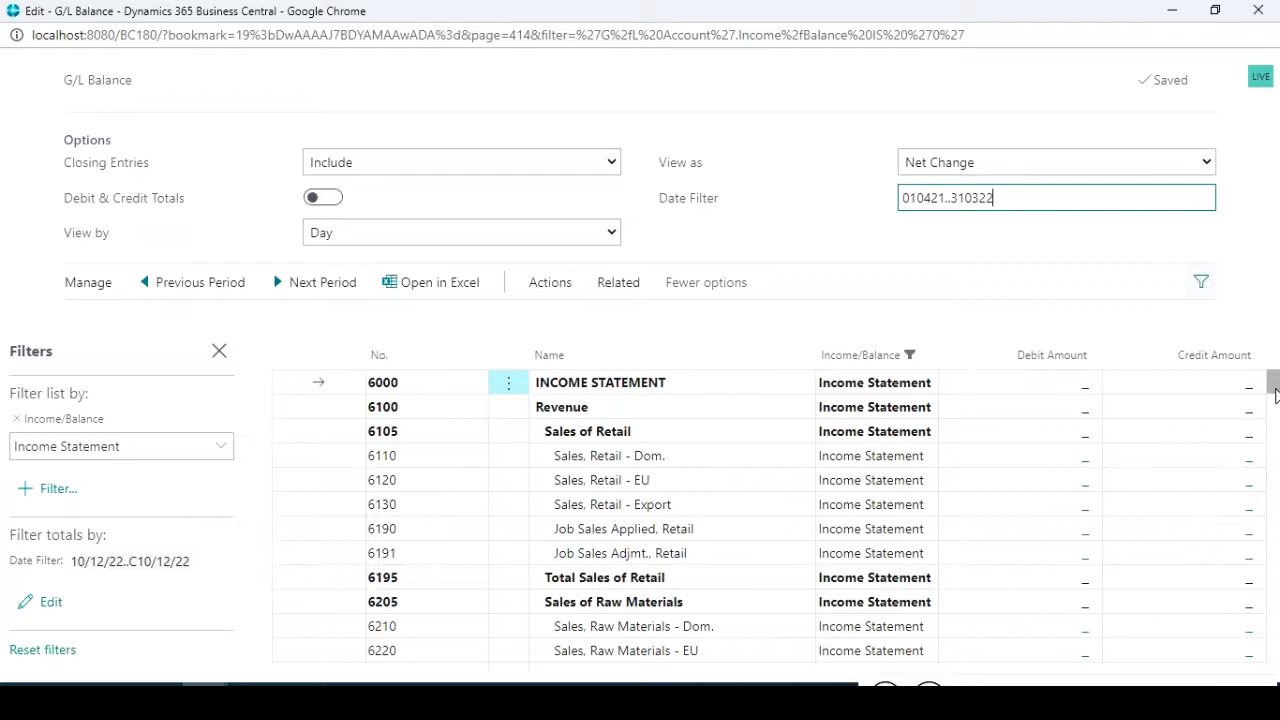 Edit - G/L Balance - Dynamics 365 Business Central - Google Chrome
localhost:8080/BC180/?bookmark=19%3bDwAAAAJ7BDYAMAAwADA%3d&page=414&filter=%27G%2fL%20Account%27.Income%2fBalance%20IS%20%270%27
G/L Balance
Saved
LIVE
Options
Closing Entries Include View as Net Change
Debit & Credit Totals Date Filter 010421..310322
View by Day
Manage Previous Period Next Period Open in Excel Actions Related Fewer options
Filters
Filter list by:
× Income/Balance
Income Statement
+ Filter...
Filter totals by:
Date Filter: 10/12/22..C10/12/22
Edit
Reset filters
No. Name Income/Balance Debit Amount Credit Amount
6000 INCOME STATEMENT Income Statement _ _
6100 Revenue Income Statement _ _
6105 Sales of Retail Income Statement _ _
6110 Sales, Retail - Dom. Income Statement _ _
6120 Sales, Retail - EU Income Statement _ _
6130 Sales, Retail - Export Income Statement _ _
6190 Job Sales Applied, Retail Income Statement _ _
6191 Job Sales Adjmt., Retail Income Statement _ _
6195 Total Sales of Retail Income Statement _ _
6205 Sales of Raw Materials Income Statement _ _
6210 Sales, Raw Materials - Dom. Income Statement _ _
6220 Sales, Raw Materials - EU Income Statement _ _